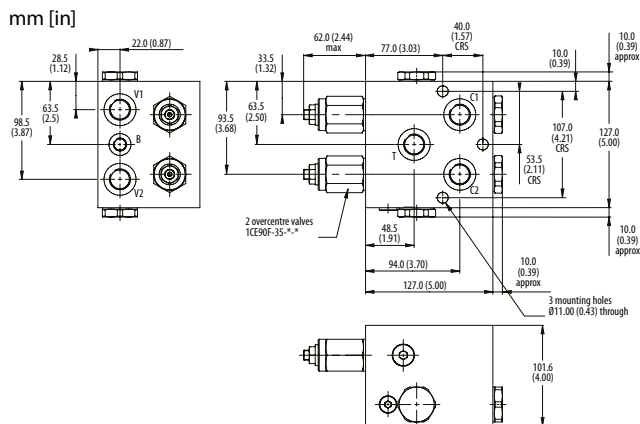 mm [in]
22.0 (0.87)
28.5
(1.12)
63.5
(2.5)
98.5
(3.87)
V1
B
V2
62.0 (2.44)
max
77.0 (3.03)
40.0
(1.57)
CRS
10.0
(0.39)
10.0
(0.39)
approx
33.5
(1.32)
63.5
(2.50)
93.5
(3.68)
C1
T
C2
107.0
(4.21)
CRS
127.0
(5.00)
53.5
(2.11)
CRS
2 overcentre valves
1CE90F-35-*-*
48.5
(1.91)
94.0 (3.70)
127.0 (5.00)
10.0
(0.39)
approx
10.0
(0.39)
approx
3 mounting holes
Ø11.00 (0.43) through
101.6
(4.00)